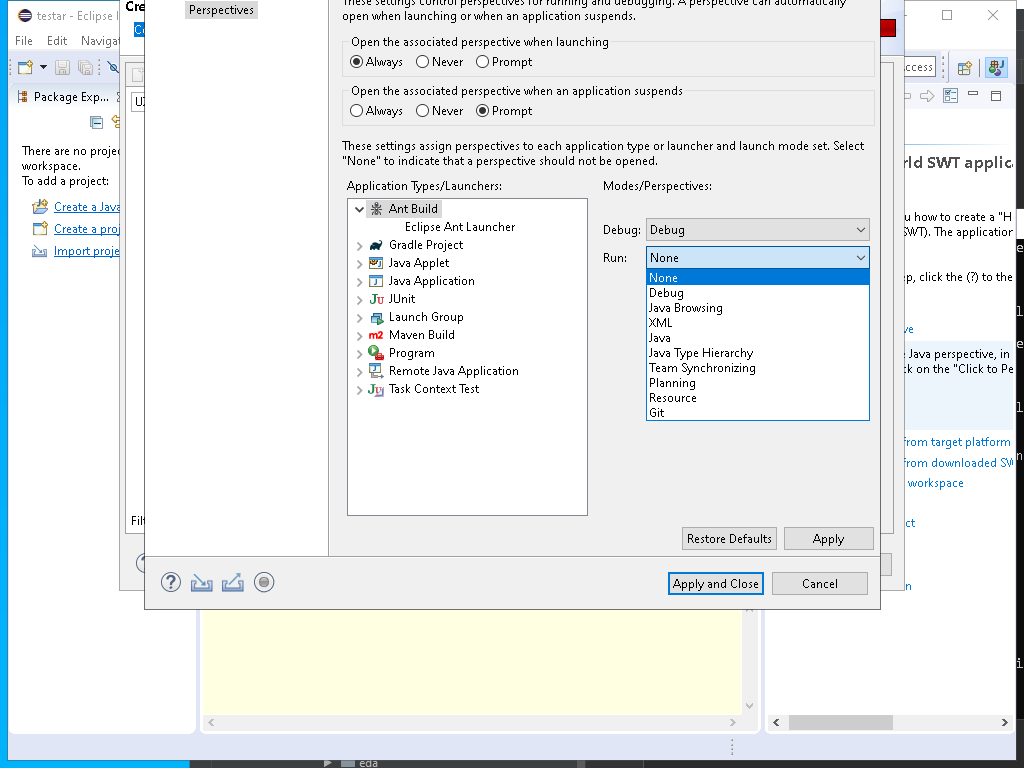 testar - Eclipse I
Cre
Perspectives
These settings control perspectives for running and debugging. A perspective can automatically
open when launching or when an application suspends.
File Edit Navigat
Open the associated perspective when launching
Always Never Prompt
ccess
Package Exp...
Open the associated perspective when an application suspends
Always Never Prompt
There are no proje
workspace.
To add a project:
Create a Java
Create a proj
Import proje
These settings assign perspectives to each application type or launcher and launch mode set. Select
"None" to indicate that a perspective should not be opened.
Application Types/Launchers:
Ant Build
Eclipse Ant Launcher
Gradle Project
Java Applet
Java Application
JUnit
Launch Group
Maven Build
Program
Remote Java Application
Task Context Test
Modes/Perspectives:
Debug: Debug
Run: None
None
Debug
Java Browsing
XML
Java
Java Type Hierarchy
Team Synchronizing
Planning
Resource
Git
Restore Defaults Apply
Apply and Close Cancel
Filt
rld SWT applic
u how to create a "H
SWT). The application
ep, click the (?) to the
ve
e Java perspective, in
ck on the "Click to Pe
from target platform
from downloaded SW
workspace
ct
n
eda